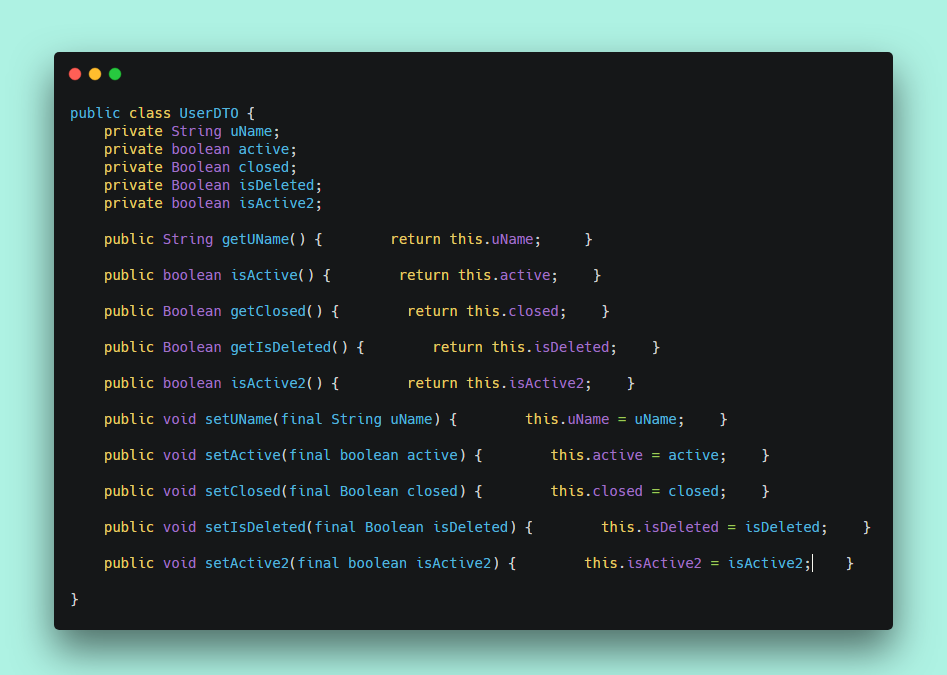 public class UserDTO {
    private String uName;
    private boolean active;
    private Boolean closed;
    private Boolean isDeleted;
    private boolean isActive2;

    public String getUName() {        return this.uName;     }

    public boolean isActive() {        return this.active;    }

    public Boolean getClosed() {        return this.closed;    }

    public Boolean getIsDeleted() {        return this.isDeleted;    }

    public boolean isActive2() {        return this.isActive2;    }

    public void setUName(final String uName) {        this.uName = uName;    }

    public void setActive(final boolean active) {        this.active = active;    }

    public void setClosed(final Boolean closed) {        this.closed = closed;    }

    public void setIsDeleted(final Boolean isDeleted) {        this.isDeleted = isDeleted;    }

    public void setActive2(final boolean isActive2) {        this.isActive2 = isActive2;    }

}